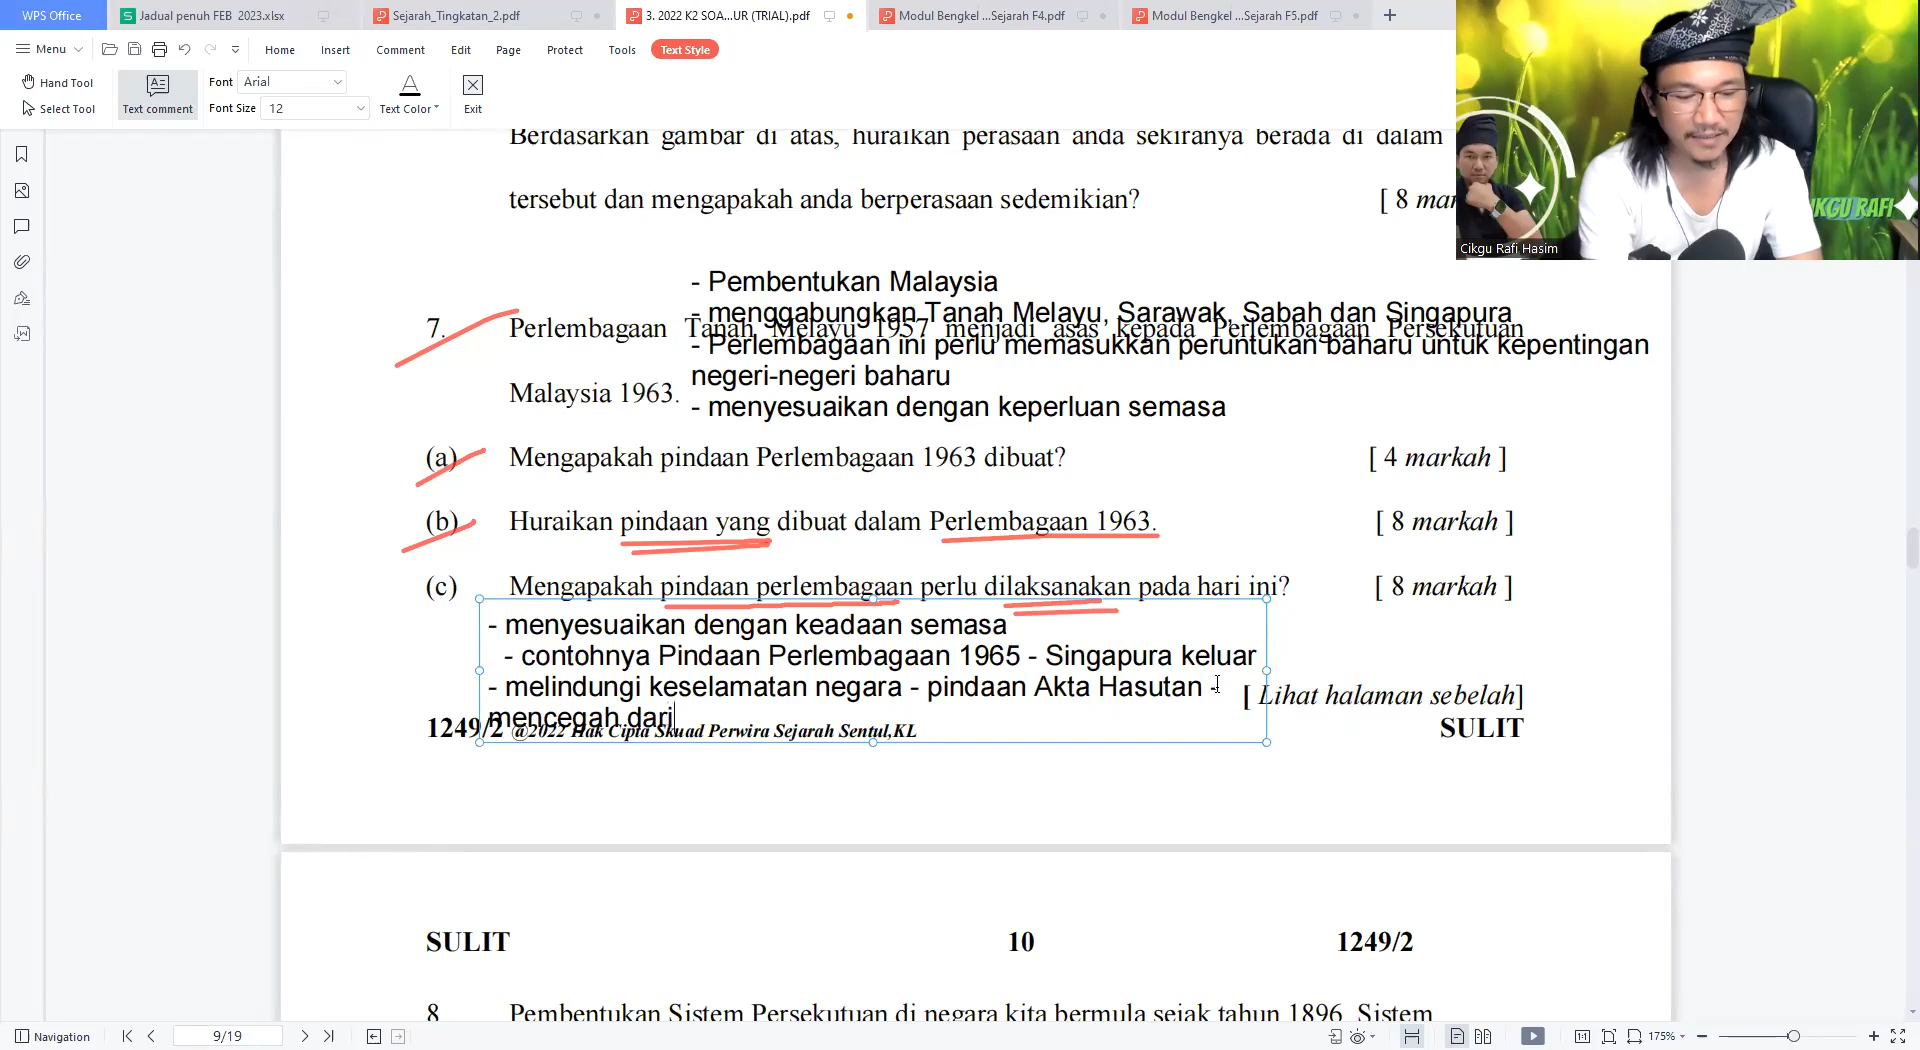 WPS Office
Jadual penuh FEB 2023.xlsx
Sejarah_Tingkatan_2.pdf
3. 2022 K2 SOA...UR (TRIAL).pdf
Modul Bengkel ...Sejarah F4.pdf
Modul Bengkel ...Sejarah F5.pdf
Menu
Home
Insert
Comment
Edit
Page
Protect
Tools
Text Style
Hand Tool
Select Tool
Text comment
Font Arial
Font Size 12
Text Color
Exit
Cikgu Rafi Hasim
KGU RAFI
Berdasarkan gambar di atas, huraikan perasaan anda sekiranya berada di dalam
tersebut dan mengapakah anda berperasaan sedemikian? [ 8
- Pembentukan Malaysia
- menggabungkan Tanah Melayu, Sarawak, Sabah dan Singapura
7. Perlembagaan Tanah Melayu 1957 menjadi asas kepada Perlembagaan Persekutuan
- Perlembagaan ini perlu memasukkan peruntukan baharu untuk kepentingan
negeri-negeri baharu
Malaysia 1963.
- menyesuaikan dengan keperluan semasa
(a) Mengapakah pindaan Perlembagaan 1963 dibuat? [ 4 markah ]
(b) Huraikan pindaan yang dibuat dalam Perlembagaan 1963. [ 8 markah ]
(c) Mengapakah pindaan perlembagaan perlu dilaksanakan pada hari ini? [ 8 markah ]
- menyesuaikan dengan keadaan semasa
- contohnya Pindaan Perlembagaan 1965 - Singapura keluar
- melindungi keselamatan negara - pindaan Akta Hasutan -
[ Lihat halaman sebelah]
mencegah dari
1249/2 @2022 Hak Cipta Skuad Perwira Sejarah Sentul,KL SULIT
SULIT 10 1249/2
8 Pembentukan Sistem Persekutuan di negara kita bermula sejak tahun 1896. Sistem
Navigation
9/19
175%